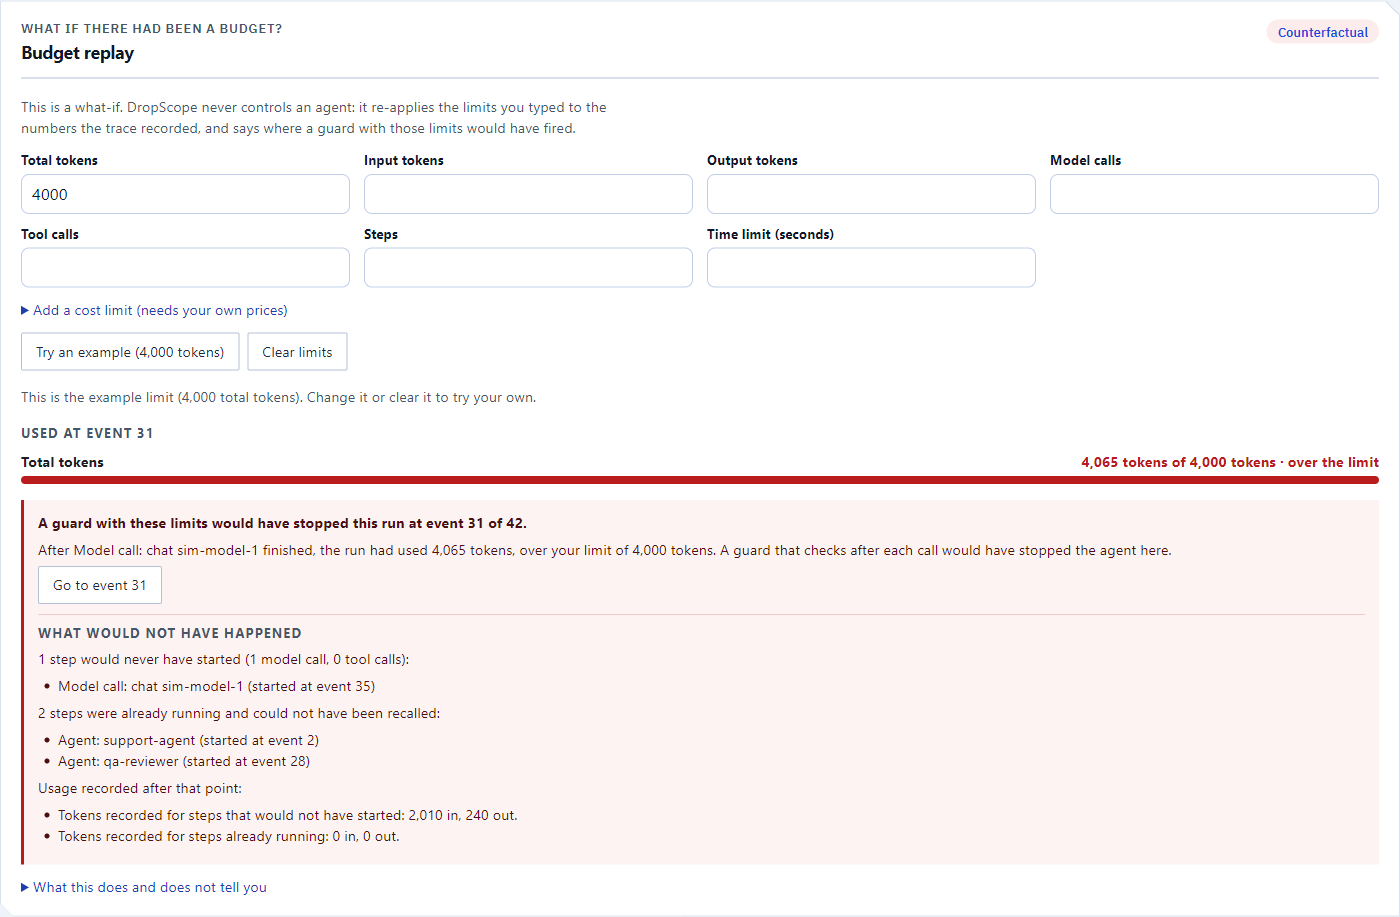 WHAT IF THERE HAD BEEN A BUDGET?
Budget replay
Counterfactual
This is a what-if. DropScope never controls an agent: it re-applies the limits you typed to the
numbers the trace recorded, and says where a guard with those limits would have fired.
Total tokens
Input tokens
Output tokens
Model calls
4000
Tool calls
Steps
Time limit (seconds)
Add a cost limit (needs your own prices)
Try an example (4,000 tokens)
Clear limits
This is the example limit (4,000 total tokens). Change it or clear it to try your own.
USED AT EVENT 31
Total tokens
4,065 tokens of 4,000 tokens · over the limit
A guard with these limits would have stopped this run at event 31 of 42.
After Model call: chat sim-model-1 finished, the run had used 4,065 tokens, over your limit of 4,000 tokens. A guard that checks after each call would have stopped the agent here.
Go to event 31
WHAT WOULD NOT HAVE HAPPENED
1 step would never have started (1 model call, 0 tool calls):
• Model call: chat sim-model-1 (started at event 35)
2 steps were already running and could not have been recalled:
• Agent: support-agent (started at event 2)
• Agent: qa-reviewer (started at event 28)
Usage recorded after that point:
• Tokens recorded for steps that would not have started: 2,010 in, 240 out.
• Tokens recorded for steps already running: 0 in, 0 out.
What this does and does not tell you